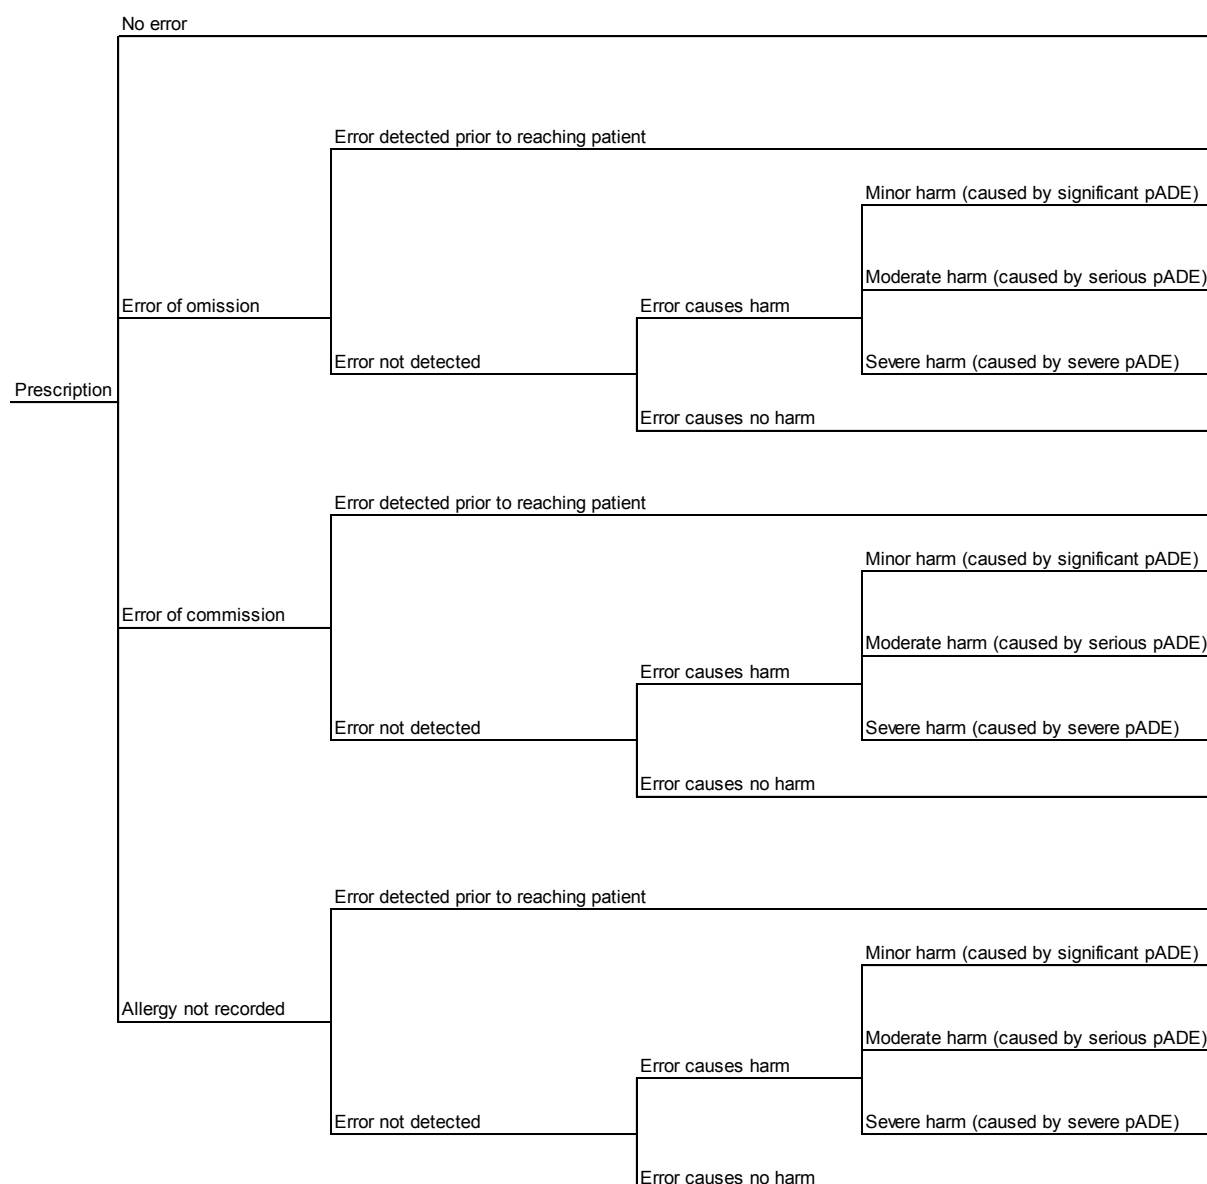 No error
Error detected prior to reaching patient
Minor harm (caused by significant pADE)
Moderate harm (caused by serious pADE)
Error of omission
Error causes harm
Error not detected
Severe harm (caused by severe pADE)
Prescription
Error causes no harm
Error detected prior to reaching patient
Minor harm (caused by significant pADE)
Error of commission
Moderate harm (caused by serious pADE)
Error causes harm
Error not detected
Severe harm (caused by severe pADE)
Error causes no harm
Error detected prior to reaching patient
Minor harm (caused by significant pADE)
Allergy not recorded
Moderate harm (caused by serious pADE)
Error causes harm
Error not detected
Severe harm (caused by severe pADE)
Error causes no harm